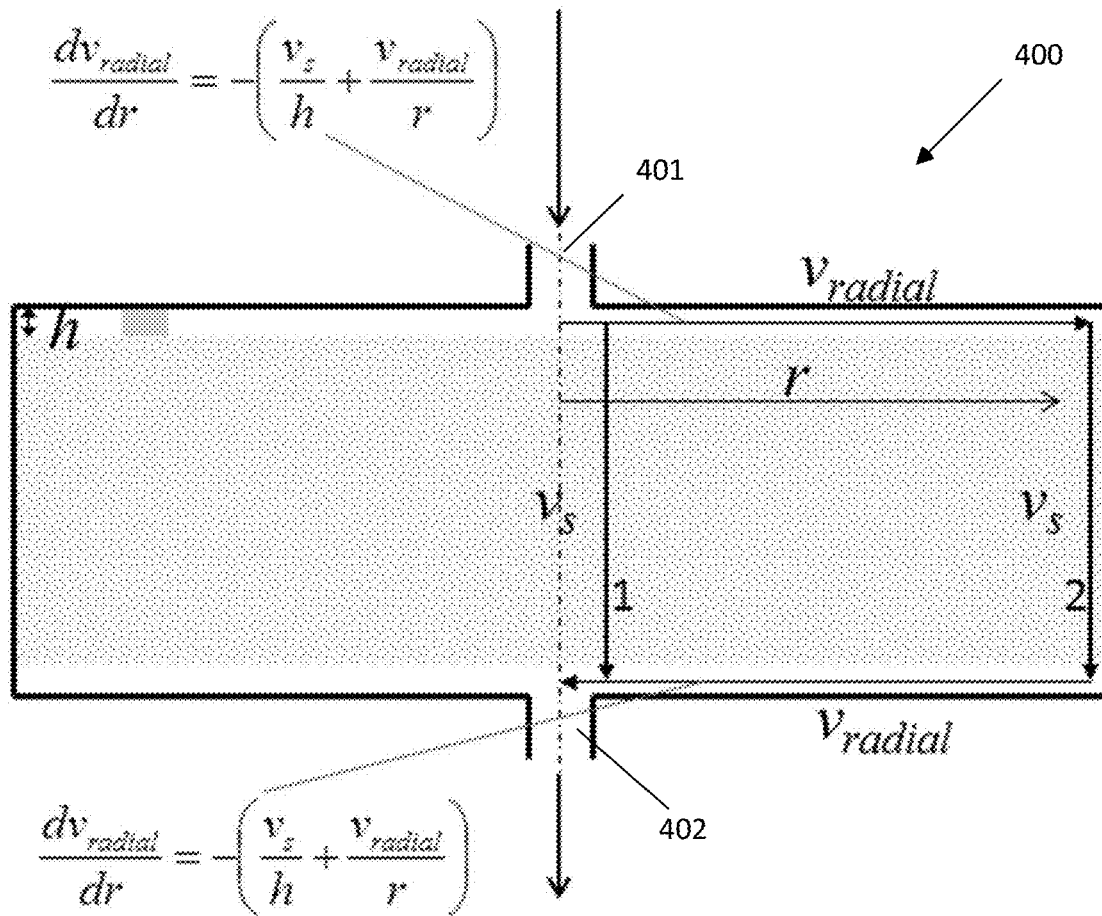 dv_radial/dr = -(v_s/h + v_radial/r)
400
401
v_radial
h
r
v_s v_s
1 2
v_radial
402
dv_radial/dr = -(v_s/h + v_radial/r)